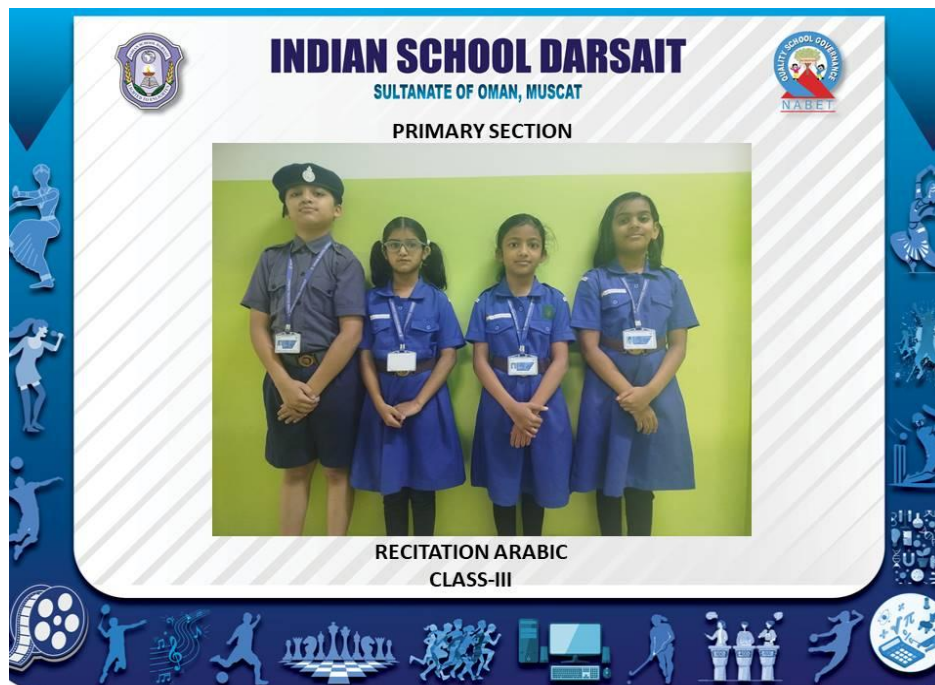 INDIAN SCHOOL DARSAIT
SULTANATE OF OMAN, MUSCAT
QUALITY SCHOOL GOVERNANCE
NABET
PRIMARY SECTION
RECITATION ARABIC
CLASS-III